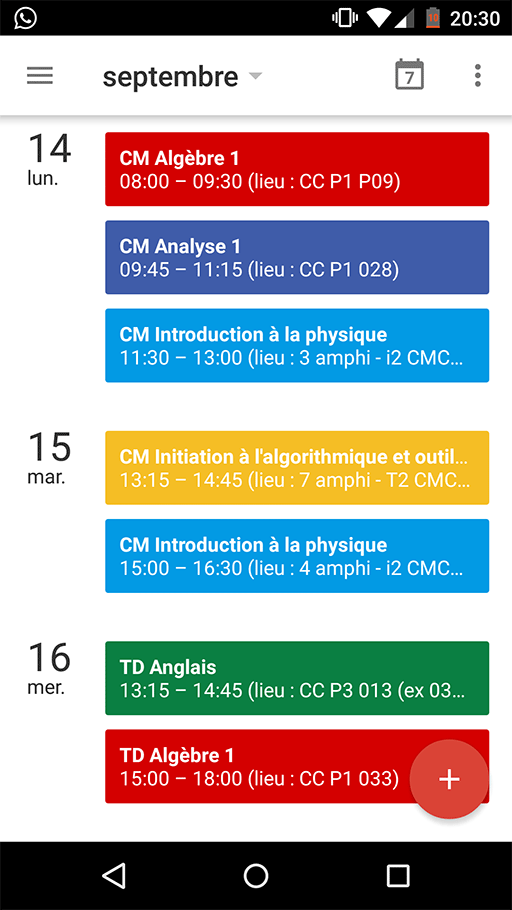 20:30
septembre
7
14
lun.
CM Algèbre 1
08:00 – 09:30 (lieu : CC P1 P09)
CM Analyse 1
09:45 – 11:15 (lieu : CC P1 028)
CM Introduction à la physique
11:30 – 13:00 (lieu : 3 amphi - i2 CMC…
15
mar.
CM Initiation à l'algorithmique et outil…
13:15 – 14:45 (lieu : 7 amphi - T2 CMC…
CM Introduction à la physique
15:00 – 16:30 (lieu : 4 amphi - i2 CMC…
16
mer.
TD Anglais
13:15 – 14:45 (lieu : CC P3 013 (ex 03…
TD Algèbre 1
15:00 – 18:00 (lieu : CC P1 033)
+